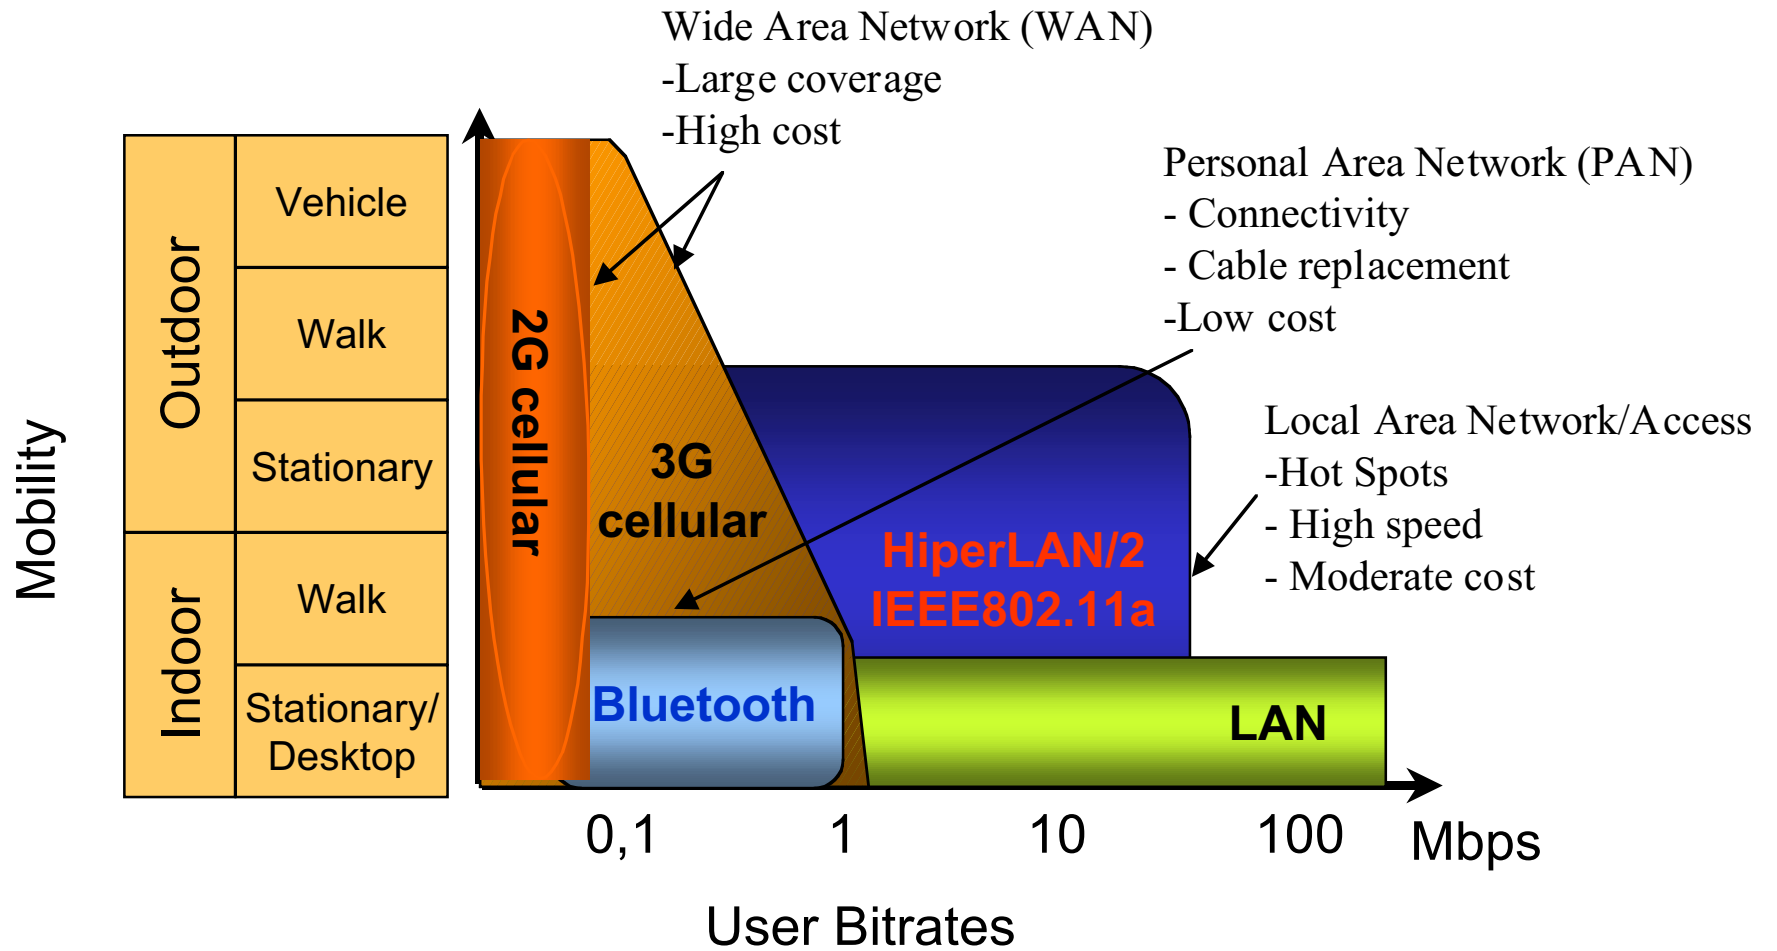 Wide Area Network (WAN)
-Large coverage
-High cost
Personal Area Network (PAN)
- Connectivity
- Cable replacement
-Low cost
Local Area Network/Access
-Hot Spots
- High speed
- Moderate cost
Mobility
Outdoor
Vehicle
Walk
Stationary
Indoor
Walk
Stationary/
Desktop
2G cellular
3G
cellular
HiperLAN/2
IEEE802.11a
Bluetooth
LAN
0,1 1 10 100 Mbps
User Bitrates